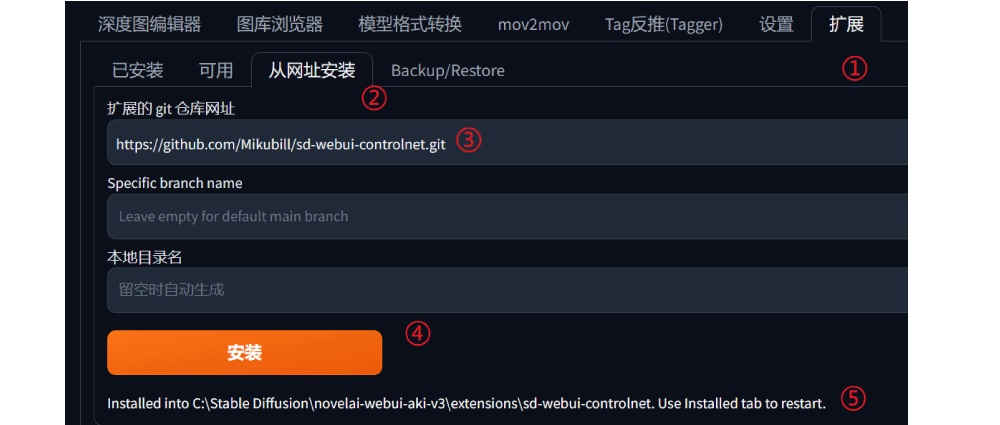 深度图编辑器 图库浏览器 模型格式转换 mov2mov Tag反推(Tagger) 设置 扩展
已安装 可用 从网址安装 Backup/Restore ①
②
扩展的 git 仓库网址
https://github.com/Mikubill/sd-webui-controlnet.git ③
Specific branch name
Leave empty for default main branch
本地目录名
留空时自动生成
④
安装
Installed into C:\Stable Diffusion\novelai-webui-aki-v3\extensions\sd-webui-controlnet. Use Installed tab to restart. ⑤